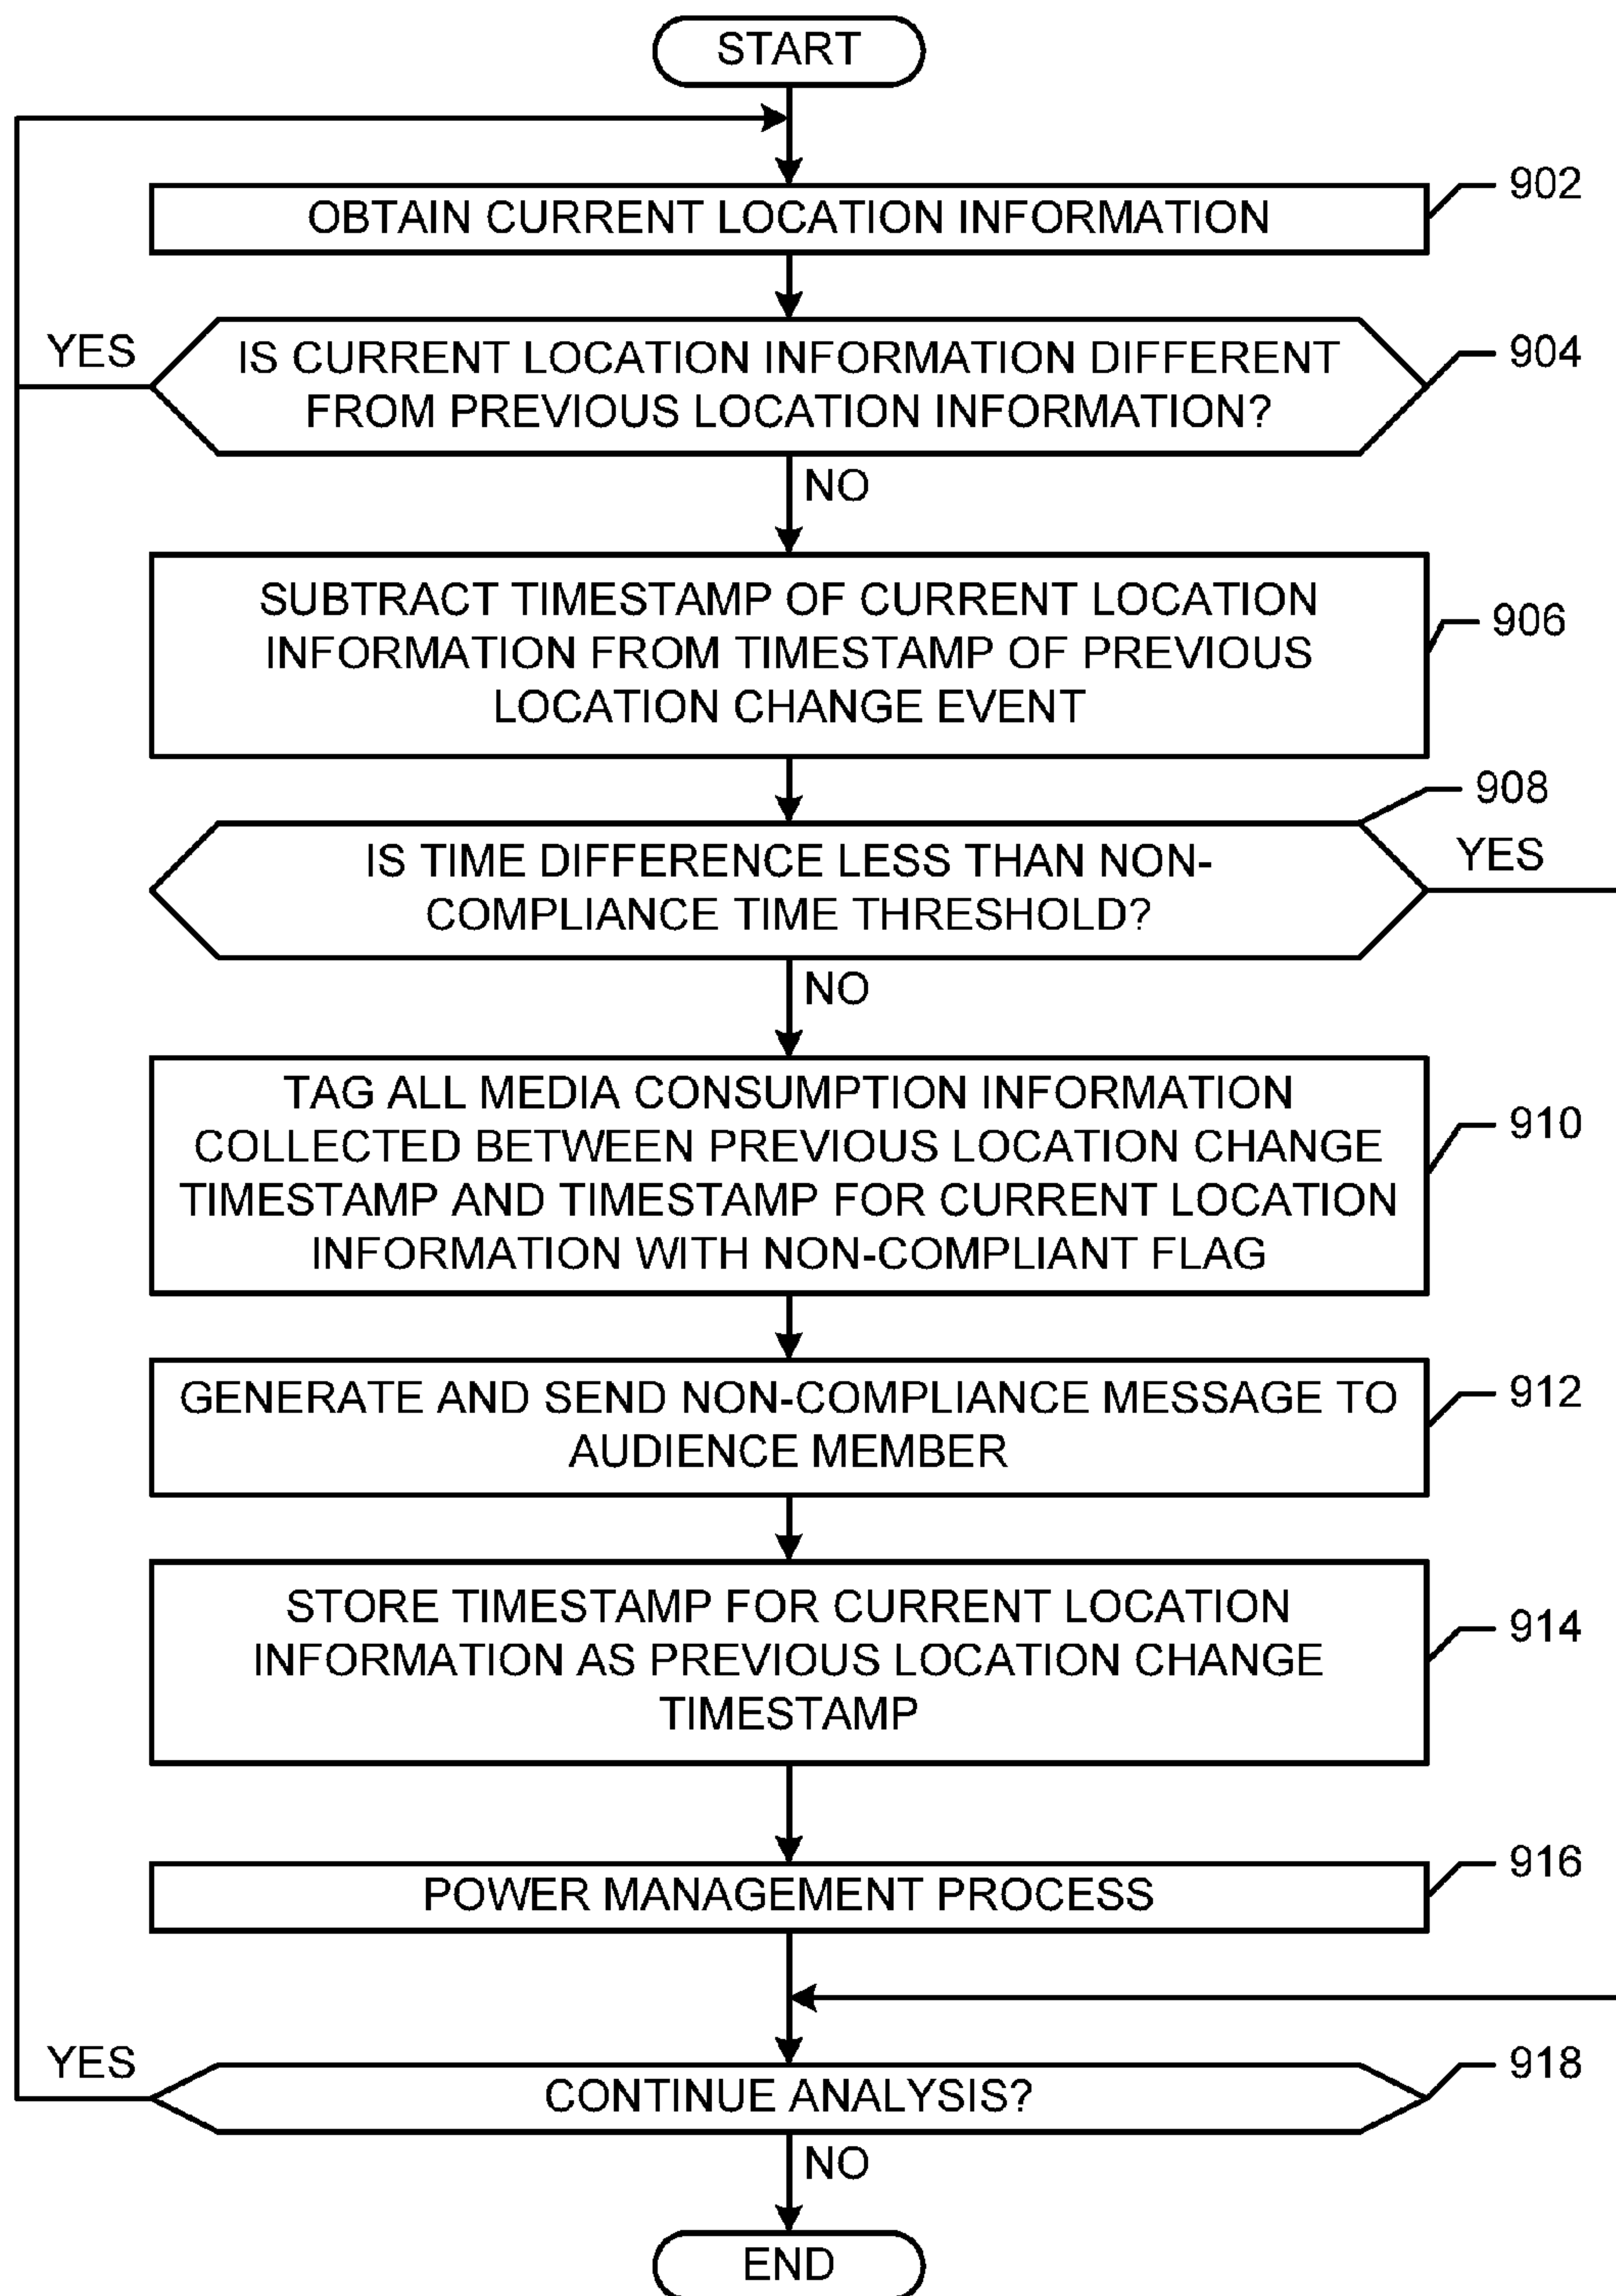 START
902
OBTAIN CURRENT LOCATION INFORMATION
YES
904
IS CURRENT LOCATION INFORMATION DIFFERENT
FROM PREVIOUS LOCATION INFORMATION?
NO
SUBTRACT TIMESTAMP OF CURRENT LOCATION
INFORMATION FROM TIMESTAMP OF PREVIOUS
LOCATION CHANGE EVENT
906
908
IS TIME DIFFERENCE LESS THAN NON-
COMPLIANCE TIME THRESHOLD?
YES
NO
TAG ALL MEDIA CONSUMPTION INFORMATION
COLLECTED BETWEEN PREVIOUS LOCATION CHANGE
TIMESTAMP AND TIMESTAMP FOR CURRENT LOCATION
INFORMATION WITH NON-COMPLIANT FLAG
910
GENERATE AND SEND NON-COMPLIANCE MESSAGE TO
AUDIENCE MEMBER
912
STORE TIMESTAMP FOR CURRENT LOCATION
INFORMATION AS PREVIOUS LOCATION CHANGE
TIMESTAMP
914
916
POWER MANAGEMENT PROCESS
YES
918
CONTINUE ANALYSIS?
NO
END